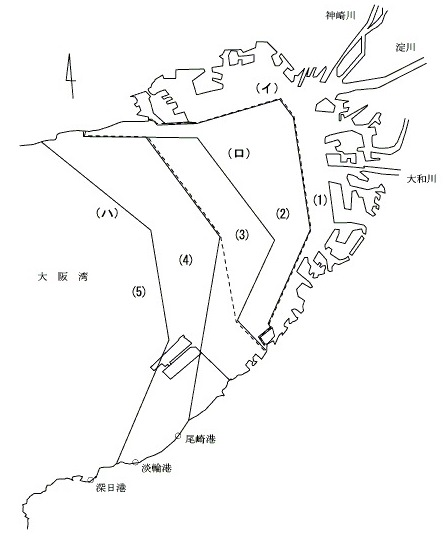 神崎川
淀川
(イ)
(ロ)
大和川
(1)
(ハ)
(2)
(3)
(4)
大 阪 湾
(5)
尾崎港
淡輪港
深日港